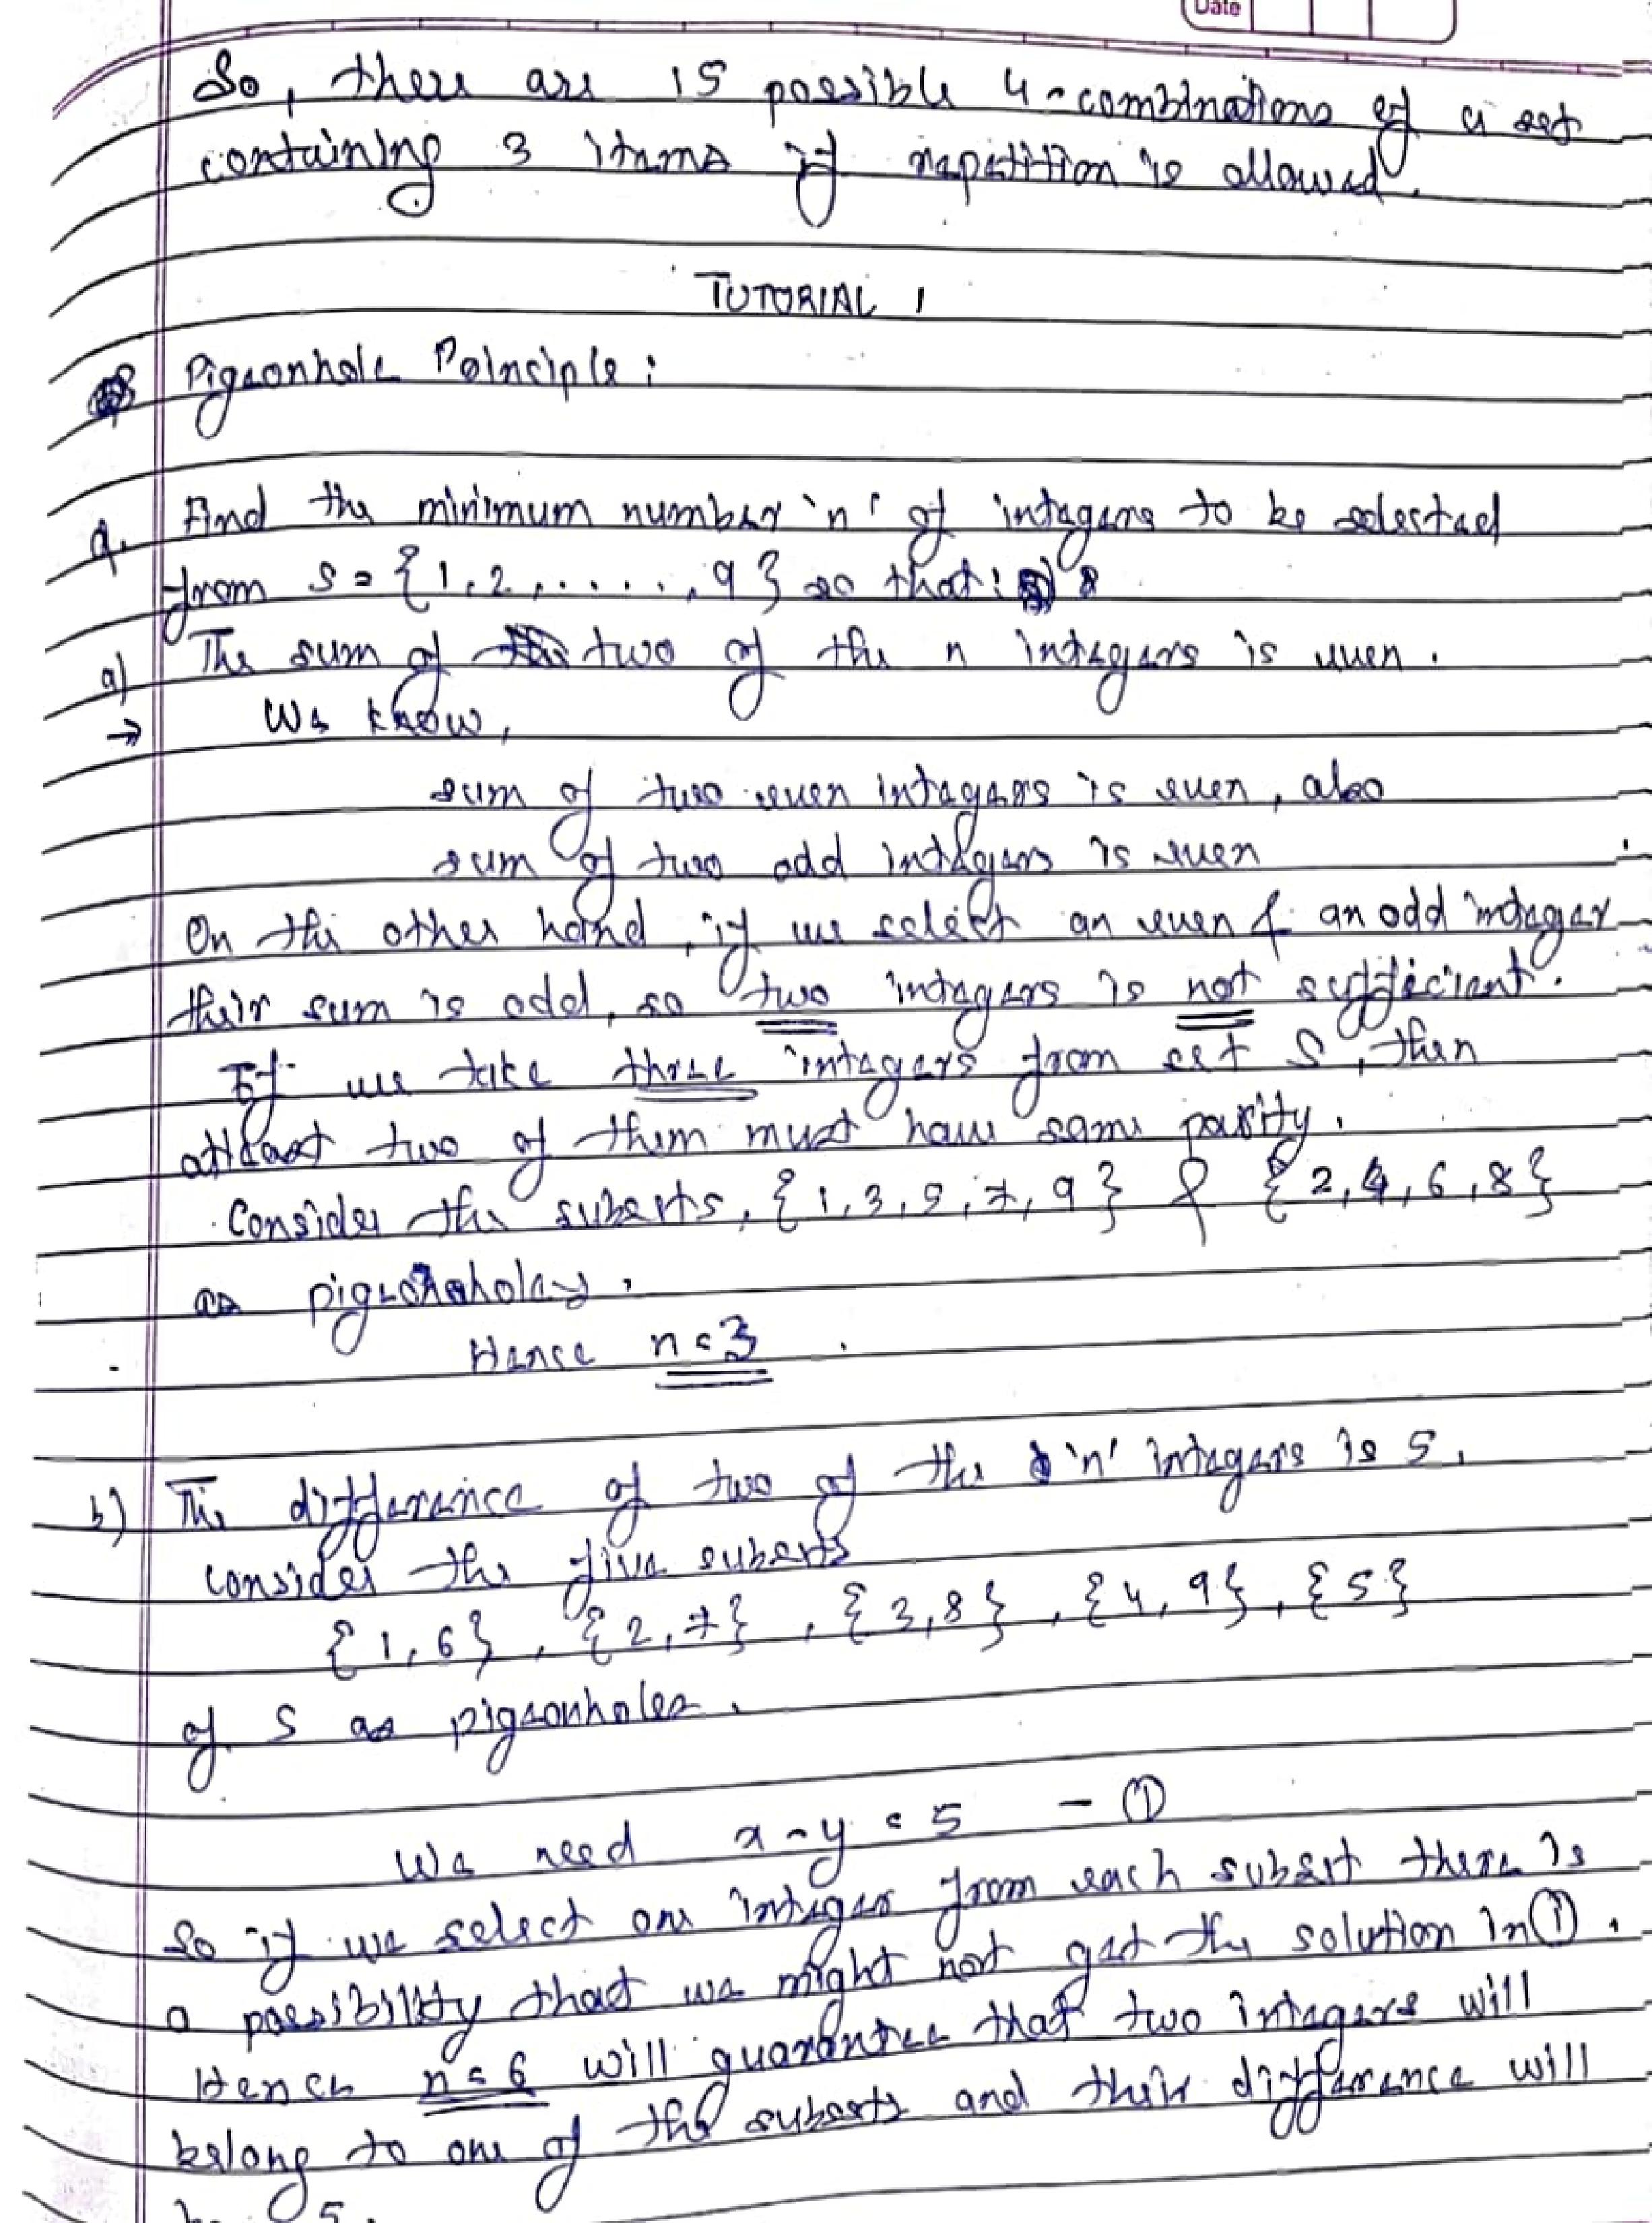 Date
So, there are 15 possible 4-combinations of a set
containing 3 items if repetition is allowed.
TUTORIAL 1
Pigeonhole Principle:
Q. Find the minimum number 'n' of integers to be selected
from S = {1,2,.....,9} so that:
a) The sum of two of the n integers is even.
→ We know,
sum of two even integers is even, also
sum of two odd integers is even
On the other hand, if we select an even & an odd integer
their sum is odd, so two integers is not sufficient.
If we take three integers from set S, then
atleast two of them must have same parity.
Consider the subsets, {1,3,5,7,9} & {2,4,6,8}
as pigeonholes.
Hence n=3.
b) The difference of two of the 'n' integers is 5.
Consider the five subsets
{1,6}, {2,7}, {3,8}, {4,9}, {5}
of S as pigeonholes.
We need x-y = 5 - ①
So if we select one integer from each subset there is
a possibility that we might not get the solution in ①.
Hence n=6 will guarantee that two integers will
belong to one of the subsets and their difference will
be 5.